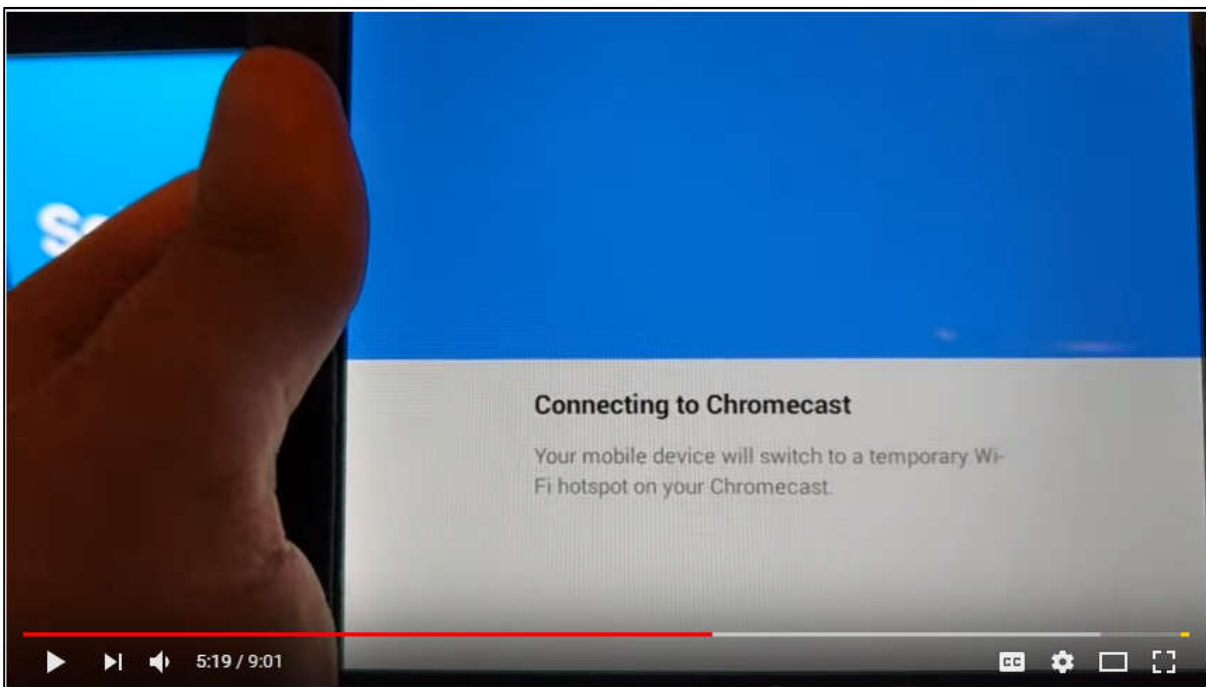 Connecting to Chromecast
Your mobile device will switch to a temporary Wi-
Fi hotspot on your Chromecast.
5:19 / 9:01
CC